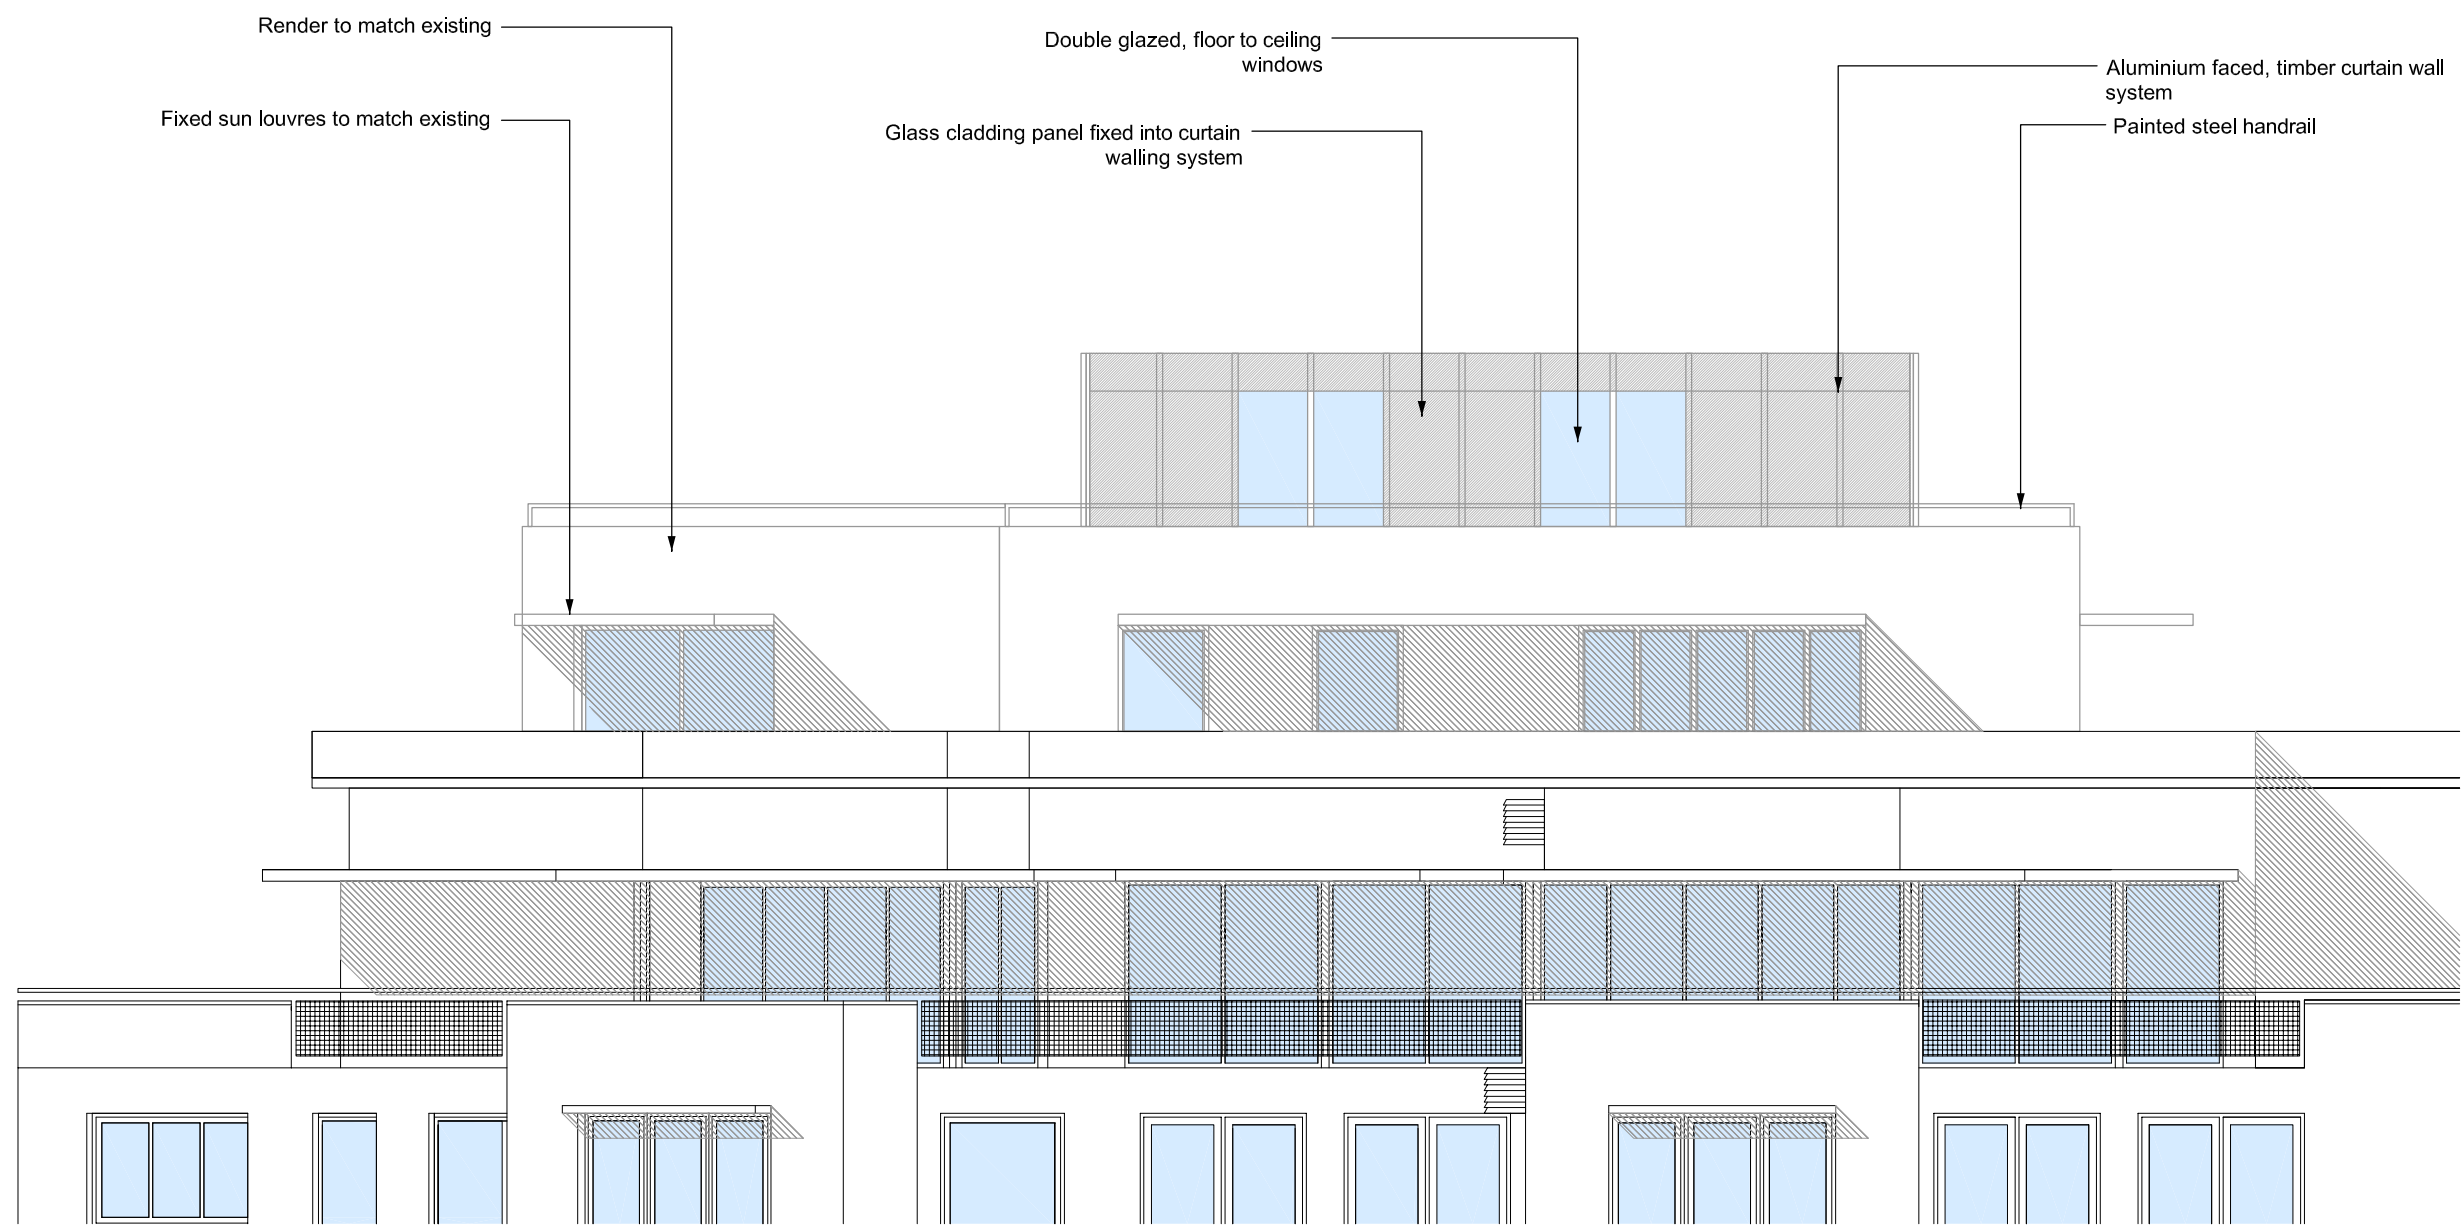 Render to match existing
Fixed sun louvres to match existing
Double glazed, floor to ceiling
windows
Glass cladding panel fixed into curtain
walling system
Aluminium faced, timber curtain wall
system
Painted steel handrail